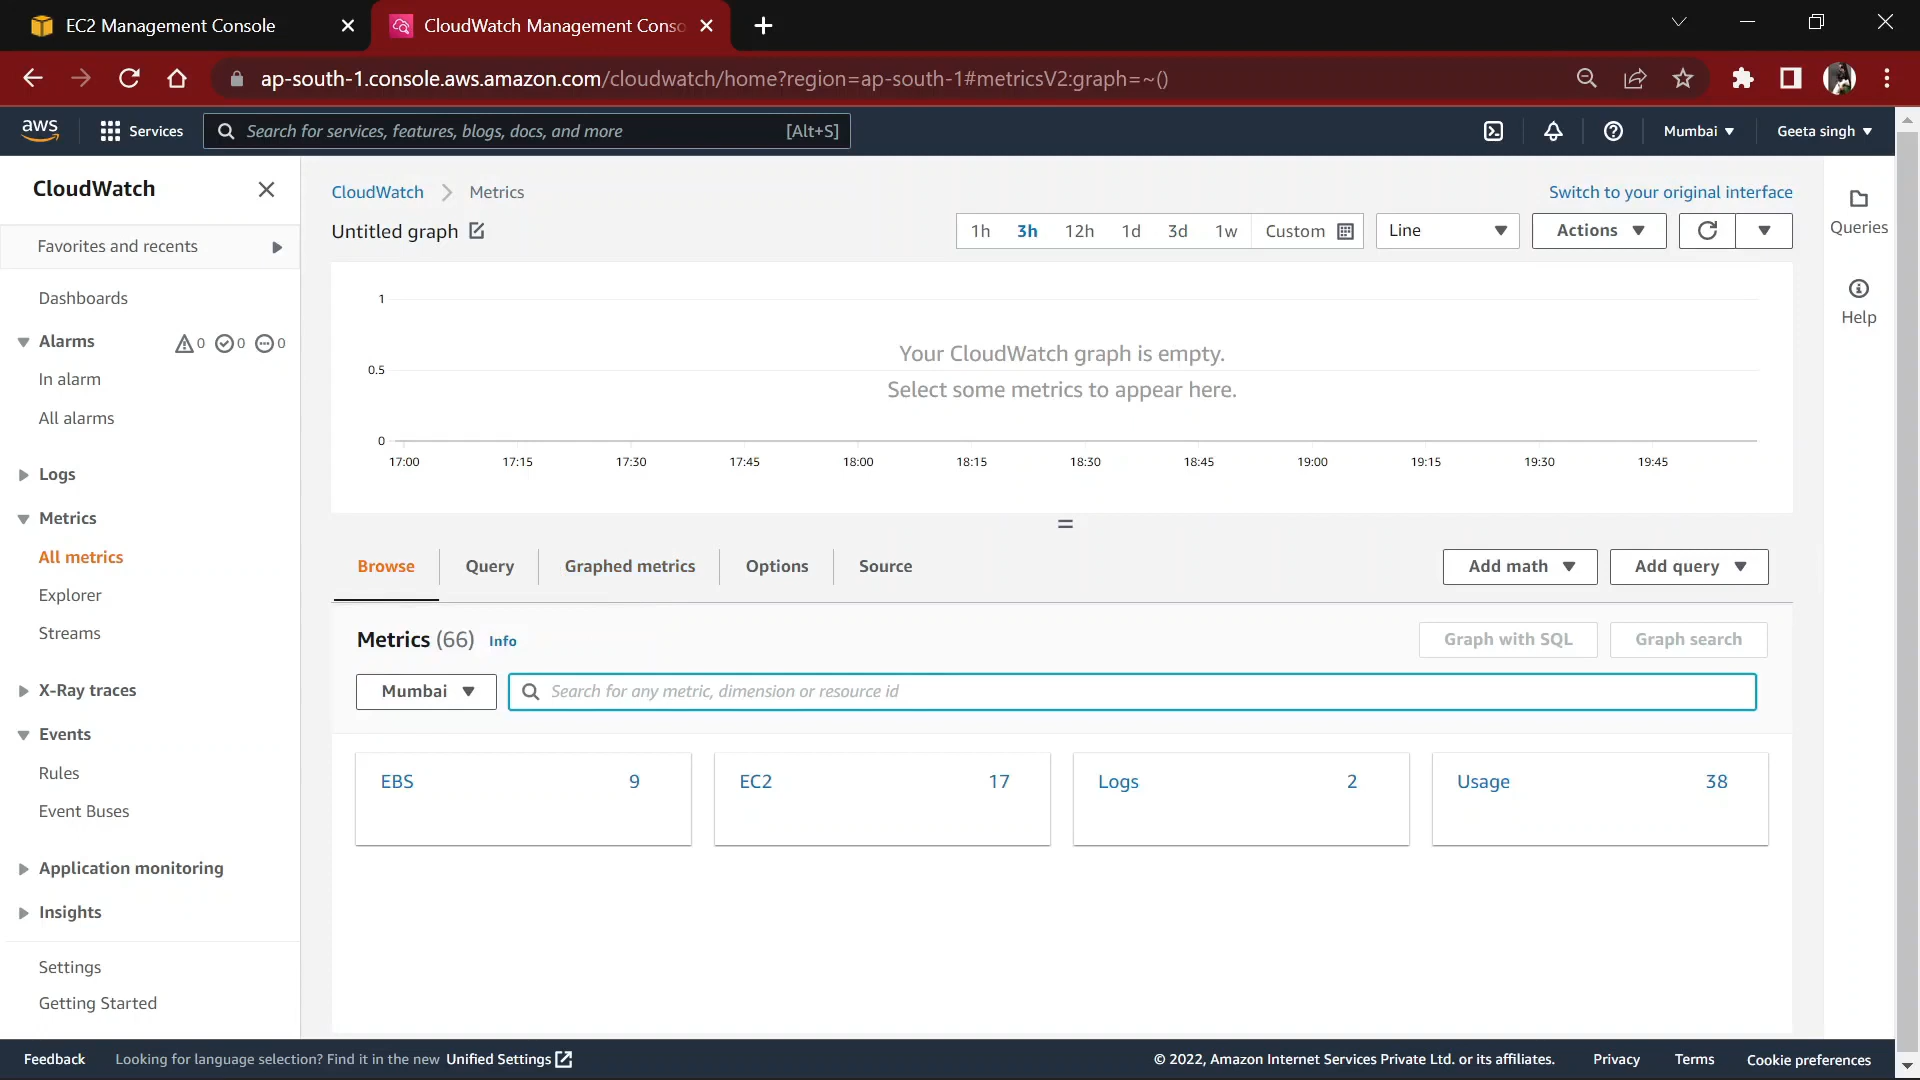 EC2 Management Console
CloudWatch Management Conso
ap-south-1.console.aws.amazon.com/cloudwatch/home?region=ap-south-1#metricsV2:graph=~()
aws
Services
Search for services, features, blogs, docs, and more
[Alt+S]
Mumbai
Geeta singh
CloudWatch
Favorites and recents
Dashboards
Alarms
0
0
0
In alarm
All alarms
Logs
Metrics
All metrics
Explorer
Streams
X-Ray traces
Events
Rules
Event Buses
Application monitoring
Insights
Settings
Getting Started
CloudWatch
Metrics
Switch to your original interface
Untitled graph
1h
3h
12h
1d
3d
1w
Custom
Line
Actions
1
0.5
0
Your CloudWatch graph is empty.
Select some metrics to appear here.
17:00
17:15
17:30
17:45
18:00
18:15
18:30
18:45
19:00
19:15
19:30
19:45
Browse
Query
Graphed metrics
Options
Source
Add math
Add query
Metrics (66)
Info
Graph with SQL
Graph search
Mumbai
Search for any metric, dimension or resource id
EBS
9
EC2
17
Logs
2
Usage
38
Queries
Help
Feedback
Looking for language selection? Find it in the new Unified Settings
© 2022, Amazon Internet Services Private Ltd. or its affiliates.
Privacy
Terms
Cookie preferences